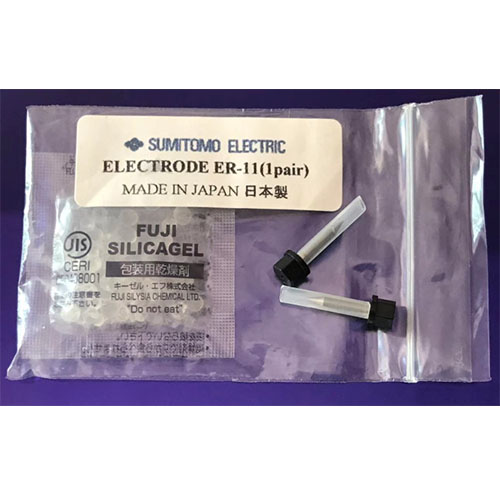 SUMITOMO ELECTRIC
ELECTRODE ER-11(1pair)
MADE IN JAPAN 日本製
JIS
CERI
FUJI
SILICAGEL
包装用乾燥剤
キーゼル・エフ株式会社
FUJI SILYSIA CHEMICAL LTD.
"Do not eat"